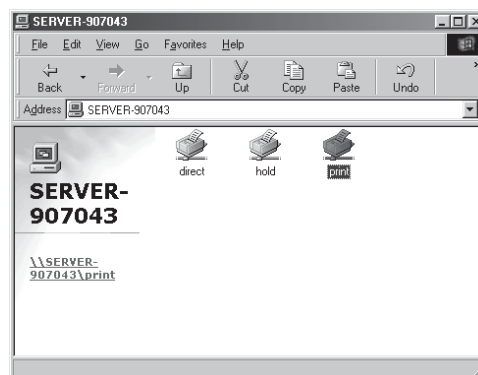 SERVER-907043
File Edit View Go Favorites Help
Back Forward Up Cut Copy Paste Undo
Address SERVER-907043
direct hold print
SERVER-
907043
\\SERVER-
907043\print